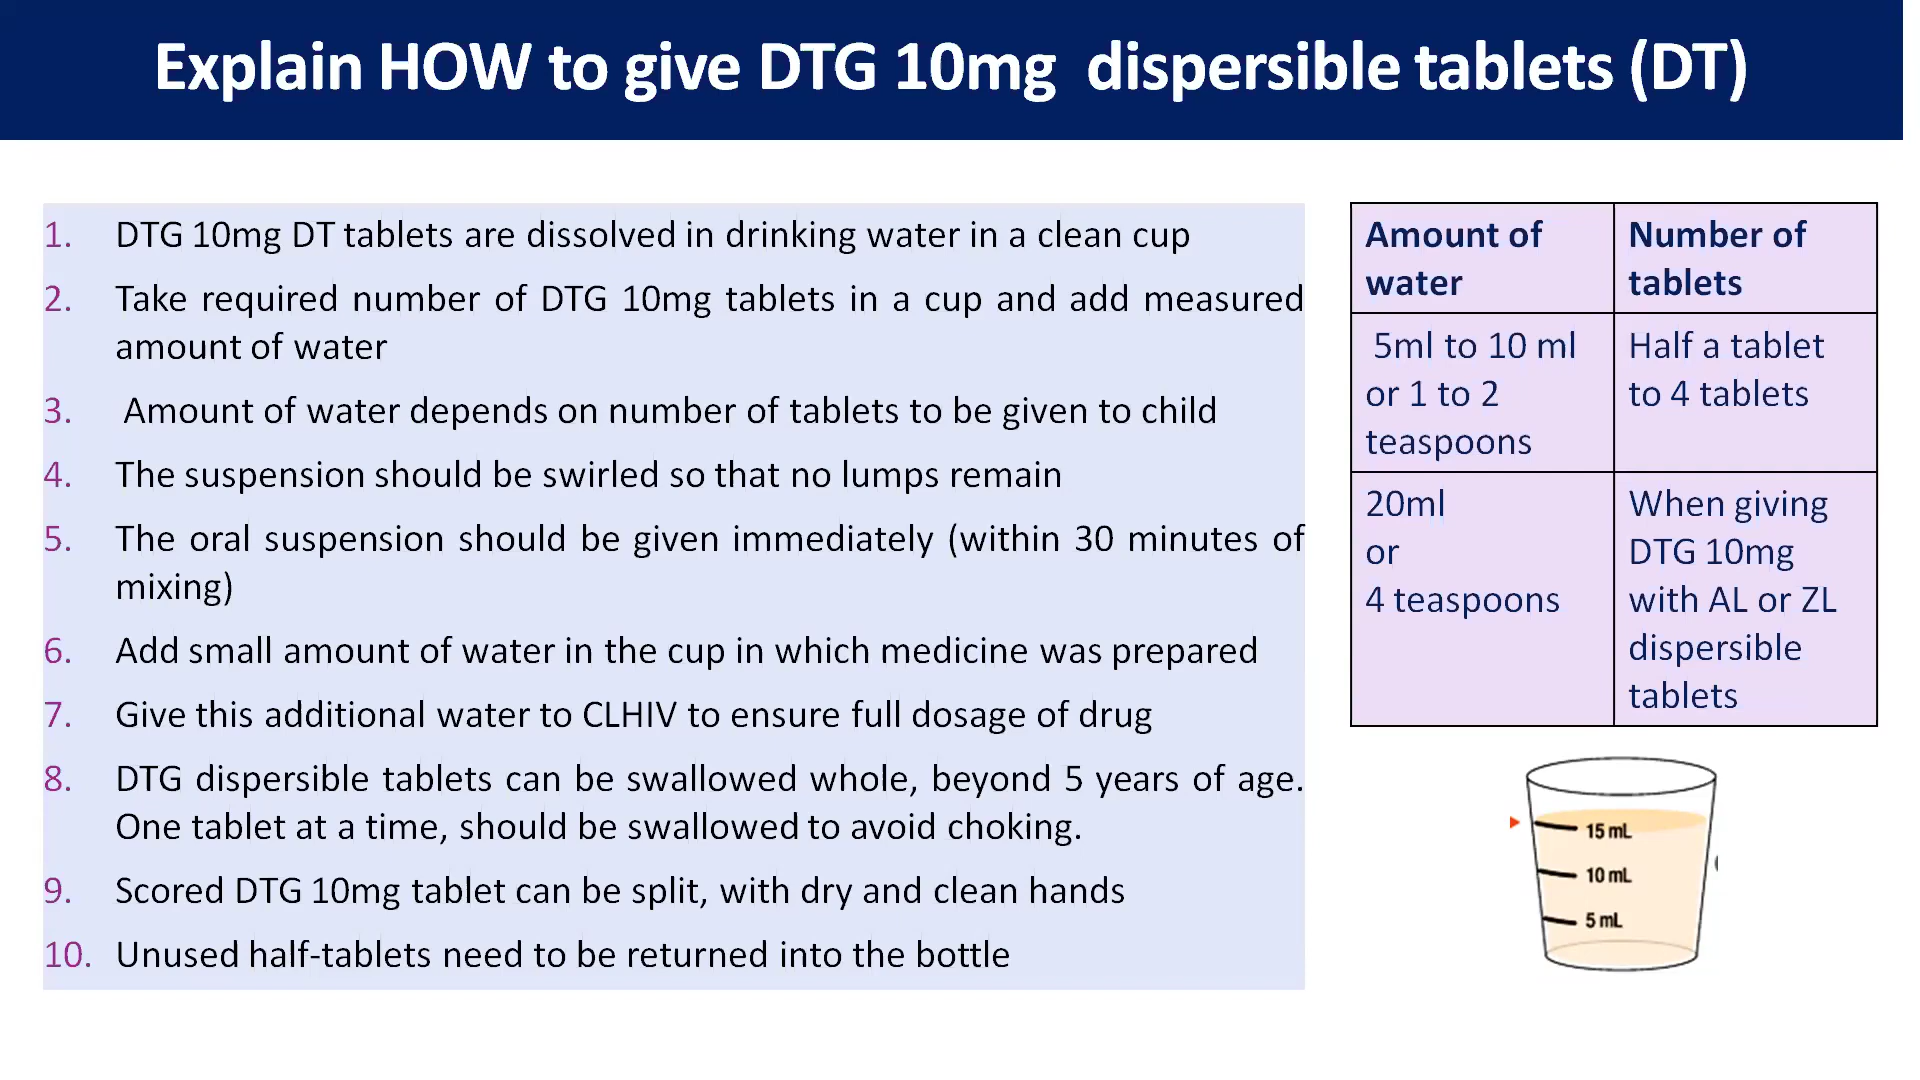 Explain HOW to give DTG 10mg dispersible tablets (DT)
1. DTG 10mg DT tablets are dissolved in drinking water in a clean cup
2. Take required number of DTG 10mg tablets in a cup and add measured
amount of water
3. Amount of water depends on number of tablets to be given to child
4. The suspension should be swirled so that no lumps remain
5. The oral suspension should be given immediately (within 30 minutes of
mixing)
6. Add small amount of water in the cup in which medicine was prepared
7. Give this additional water to CLHIV to ensure full dosage of drug
8. DTG dispersible tablets can be swallowed whole, beyond 5 years of age.
One tablet at a time, should be swallowed to avoid choking.
9. Scored DTG 10mg tablet can be split, with dry and clean hands
10. Unused half-tablets need to be returned into the bottle
Amount of
water
Number of
tablets
5ml to 10 ml
or 1 to 2
teaspoons
Half a tablet
to 4 tablets
20ml
or
4 teaspoons
When giving
DTG 10mg
with AL or ZL
dispersible
tablets
15 mL
10 mL
5 mL